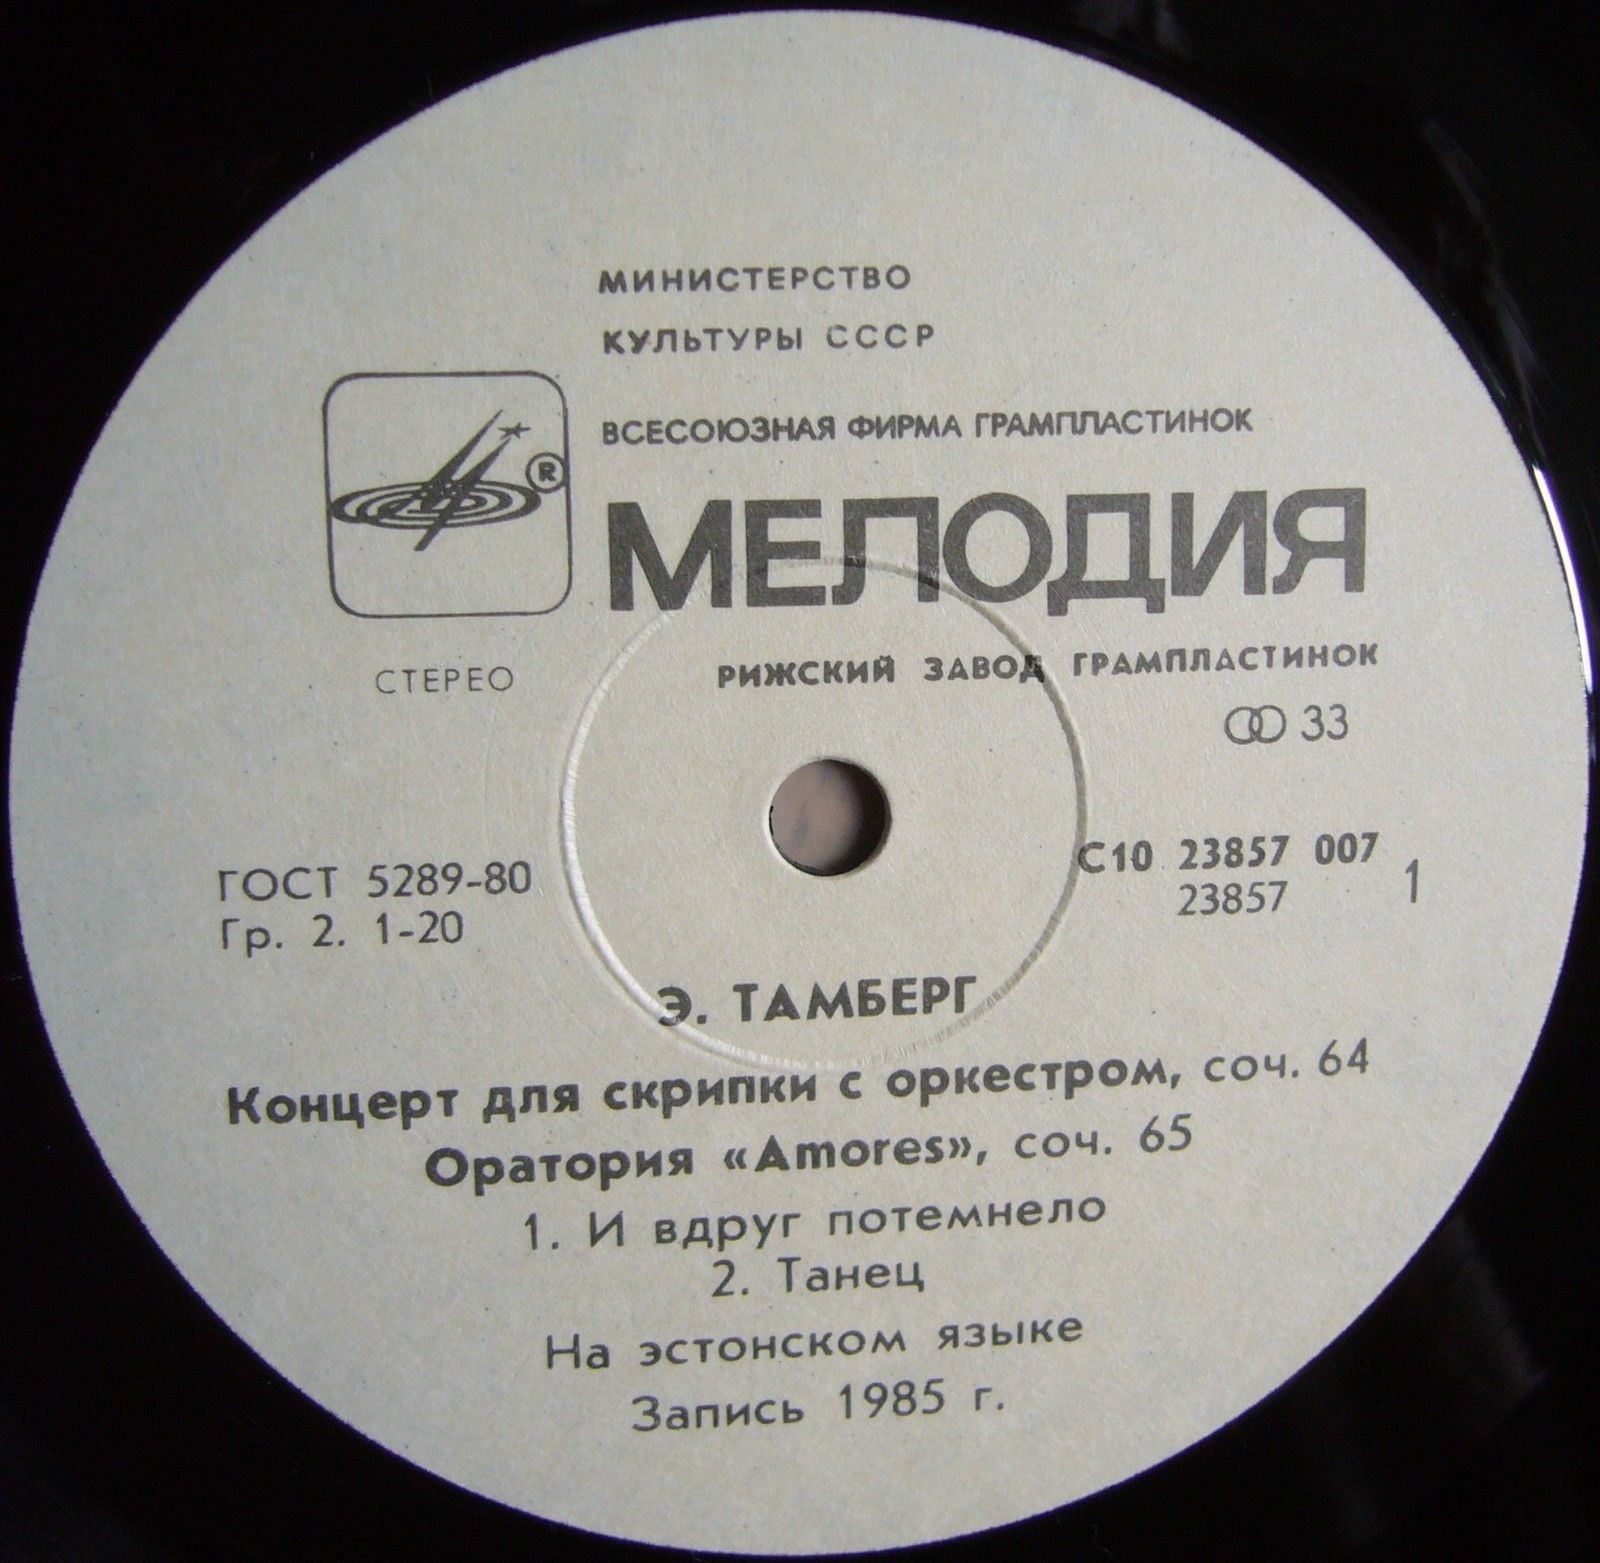 МИНИСТЕРСТВО
КУЛЬТУРЫ СССР
ВСЕСОЮЗНАЯ ФИРМА ГРАМПЛАСТИНОК
® МЕЛОДИЯ
СТЕРЕО
РИЖСКИЙ ЗАВОД ГРАМПЛАСТИНОК
33
ГОСТ 5289-80
Гр. 2. 1-20
С10 23857 007
23857
1
Э. ТАМБЕРГ
Концерт для скрипки с оркестром, соч. 64
Оратория «Amores», соч. 65
1. И вдруг потемнело
2. Танец
На эстонском языке
Запись 1985 г.